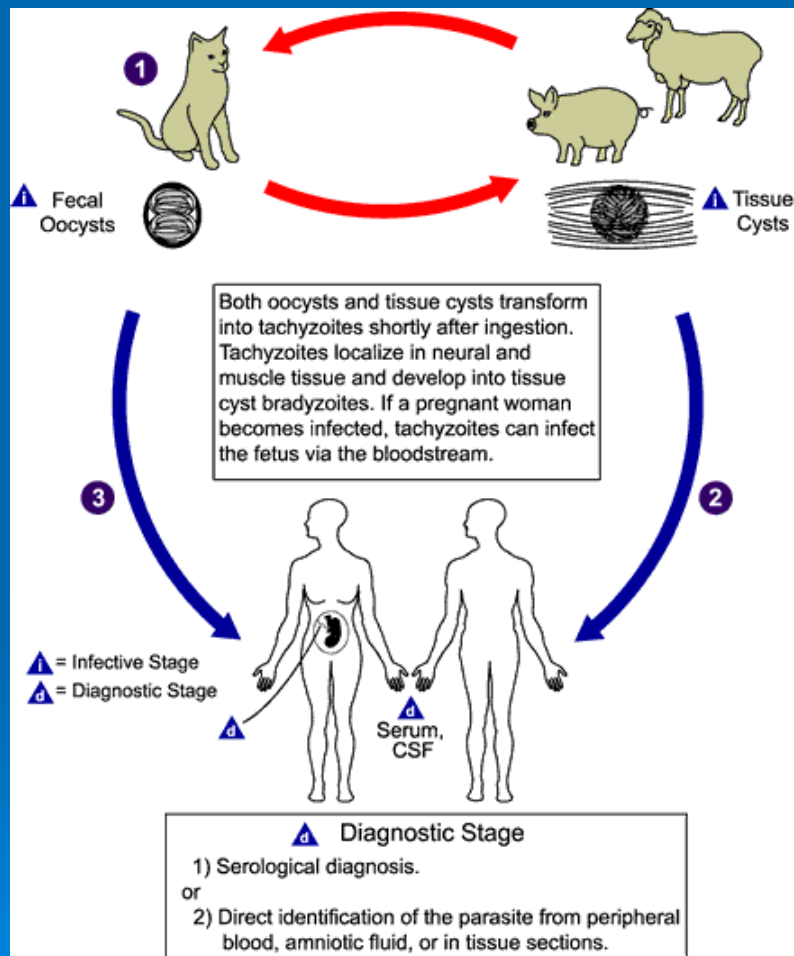 1
i Fecal
Oocysts
i Tissue
Cysts
Both oocysts and tissue cysts transform
into tachyzoites shortly after ingestion.
Tachyzoites localize in neural and
muscle tissue and develop into tissue
cyst bradyzoites. If a pregnant woman
becomes infected, tachyzoites can infect
the fetus via the bloodstream.
3
2
i = Infective Stage
d = Diagnostic Stage
d
d
Serum,
CSF
d Diagnostic Stage
1) Serological diagnosis.
or
2) Direct identification of the parasite from peripheral
blood, amniotic fluid, or in tissue sections.